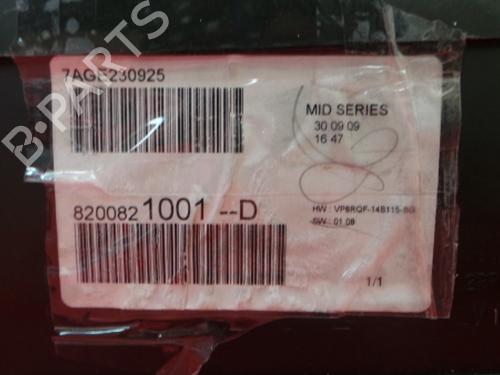 B-PARTS
7AGE230925
MID SERIES
30 09 09
16 47
8200821001--D
HW : VP8RQF-14B115-BG
SW : 01.08
1/1